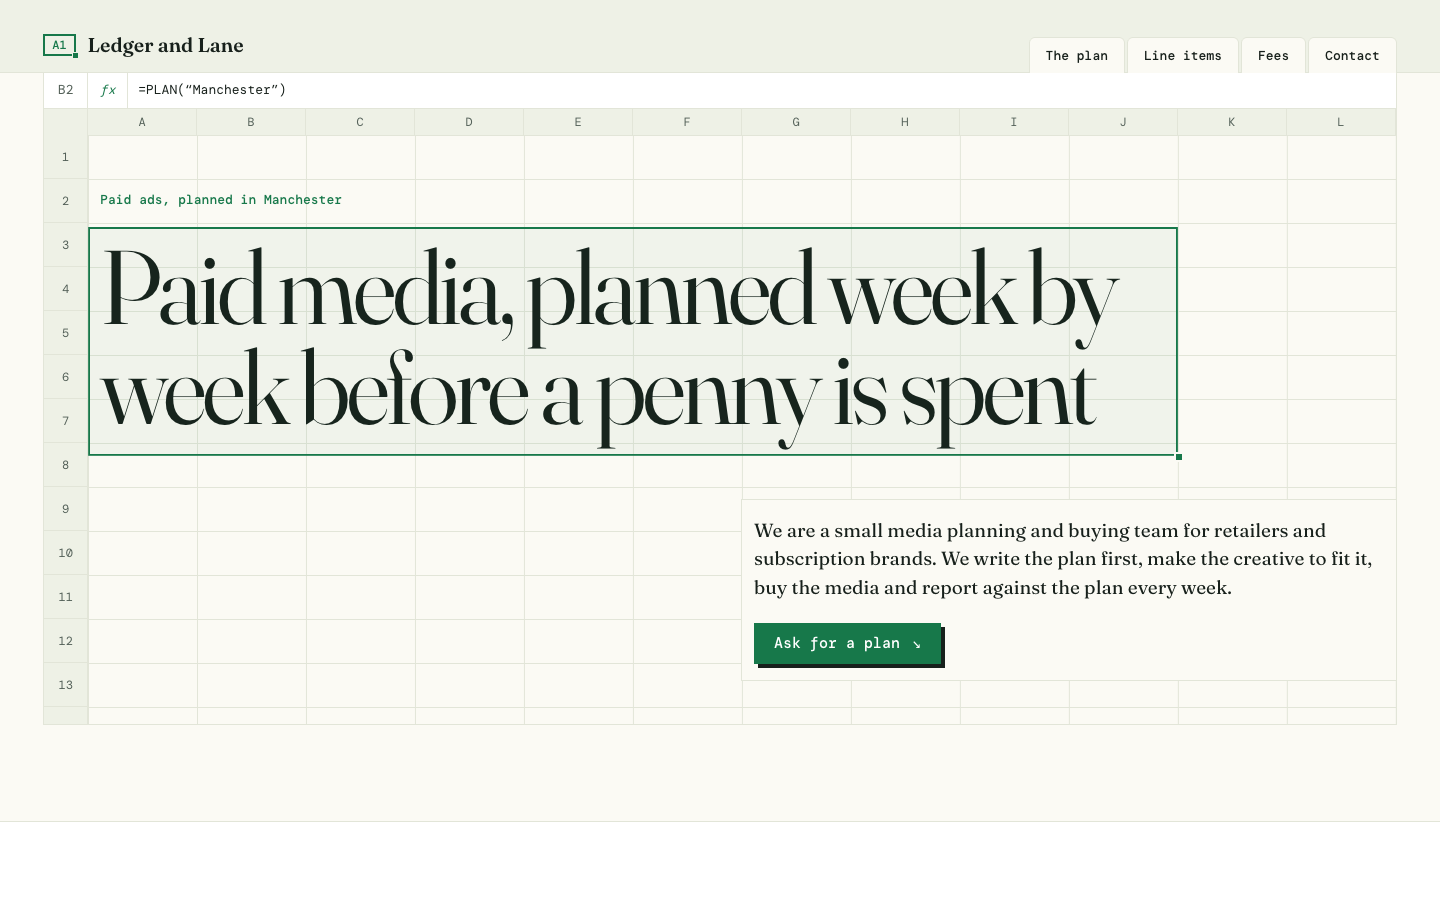 A1 Ledger and Lane
The plan Line items Fees Contact
B2 fx =PLAN(“Manchester”)
A B C D E F G H I J K L
1
2 Paid ads, planned in Manchester
3
4 Paid media, planned week by
5
6 week before a penny is spent
7
8
9
We are a small media planning and buying team for retailers and
10 subscription brands. We write the plan first, make the creative to fit it,
11 buy the media and report against the plan every week.
12 Ask for a plan ↘
13